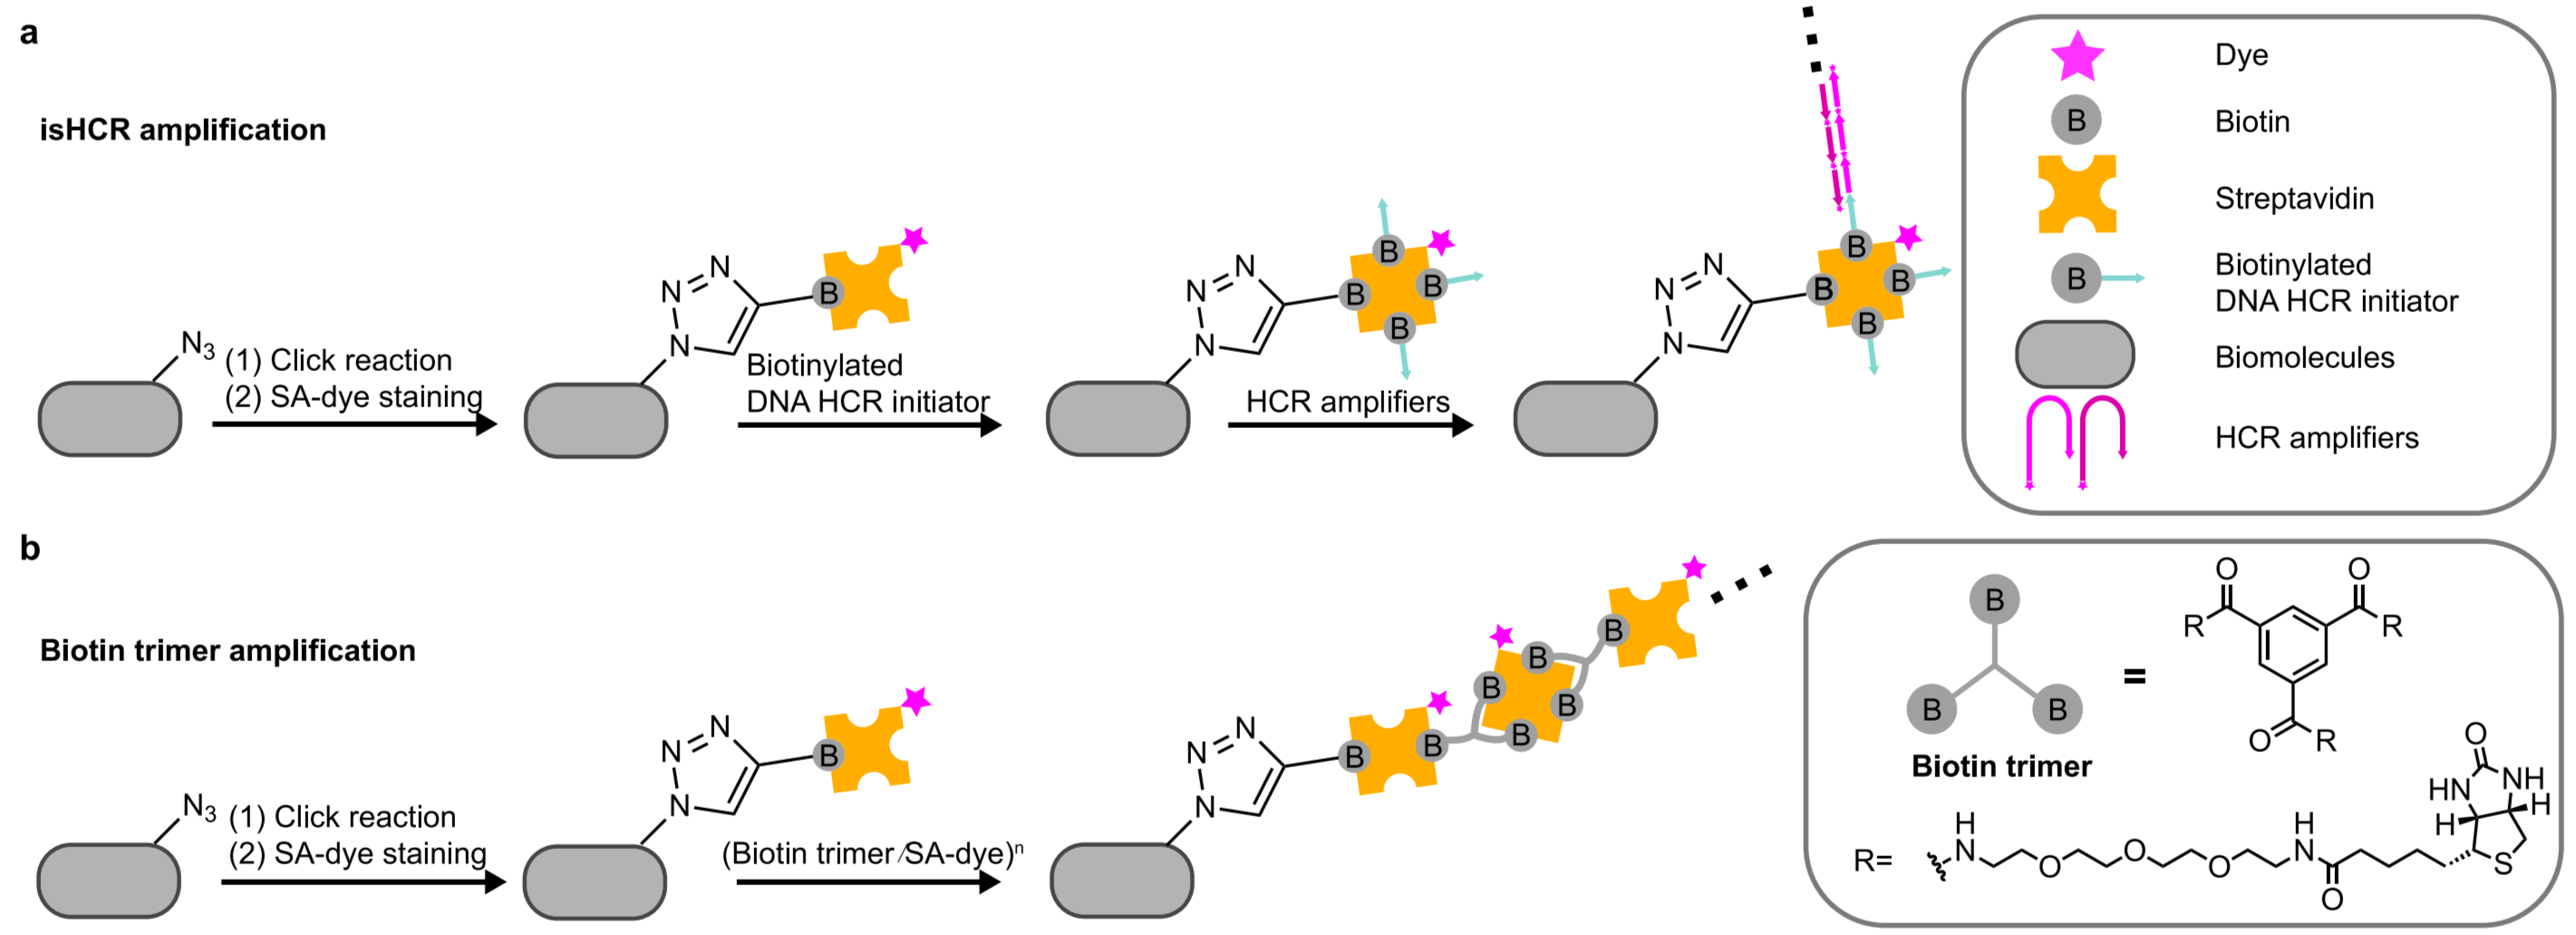 a
isHCR amplification
N3
(1) Click reaction
(2) SA-dye staining
N
N
N
B
Biotinylated
DNA HCR initiator
N
N
N
B
B
B
B
HCR amplifiers
N
N
N
B
B
B
B
Dye
B
Biotin
Streptavidin
B
Biotinylated
DNA HCR initiator
Biomolecules
HCR amplifiers
b
Biotin trimer amplification
N3
(1) Click reaction
(2) SA-dye staining
N
N
N
B
(Biotin trimer/SA-dye)n
N
N
N
B
B
B
B
B
B
B
B
B
B
Biotin trimer
=
O
O
R
R
O
R
R=
H
N
O
O
O
H
N
O
O
HN
NH
H
H
S